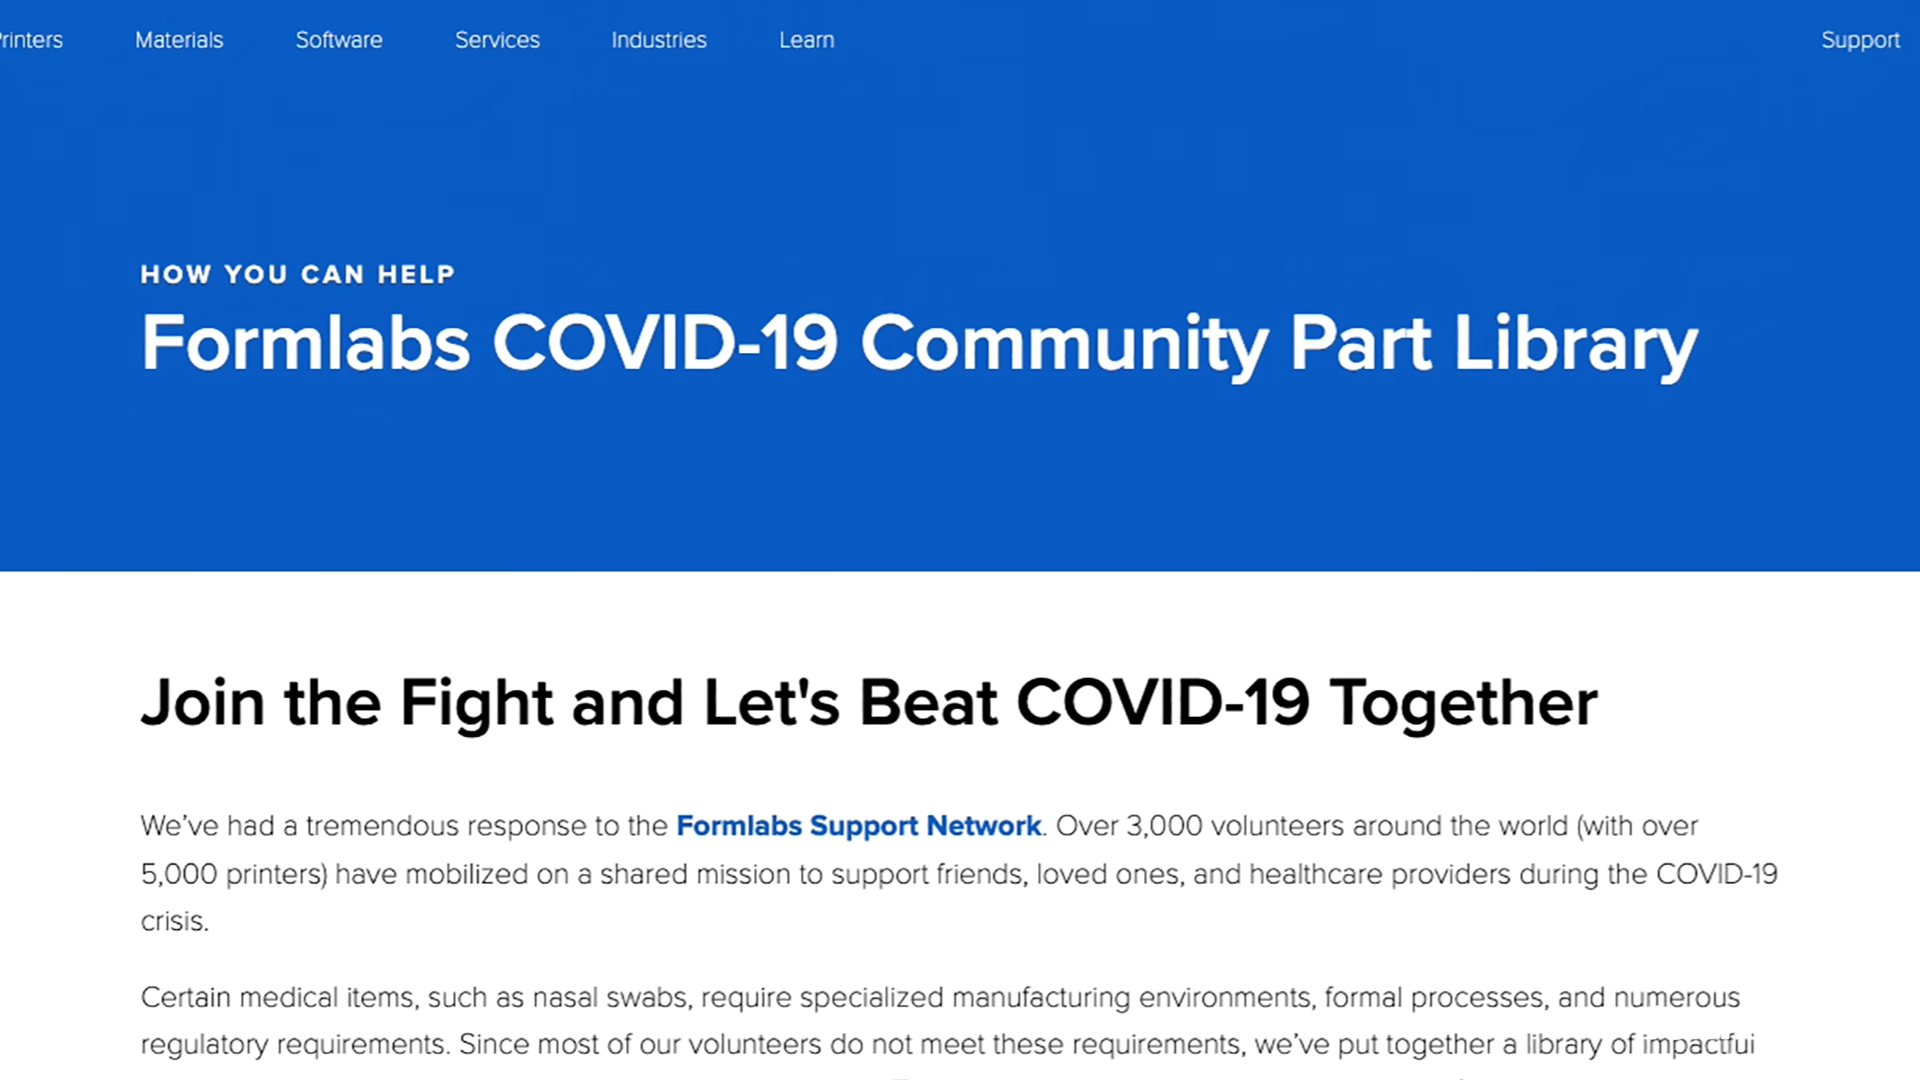 Printers Materials Software Services Industries Learn Support
HOW YOU CAN HELP
Formlabs COVID-19 Community Part Library
Join the Fight and Let's Beat COVID-19 Together
We’ve had a tremendous response to the Formlabs Support Network. Over 3,000 volunteers around the world (with over
5,000 printers) have mobilized on a shared mission to support friends, loved ones, and healthcare providers during the COVID-19
crisis.
Certain medical items, such as nasal swabs, require specialized manufacturing environments, formal processes, and numerous
regulatory requirements. Since most of our volunteers do not meet these requirements, we’ve put together a library of impactful